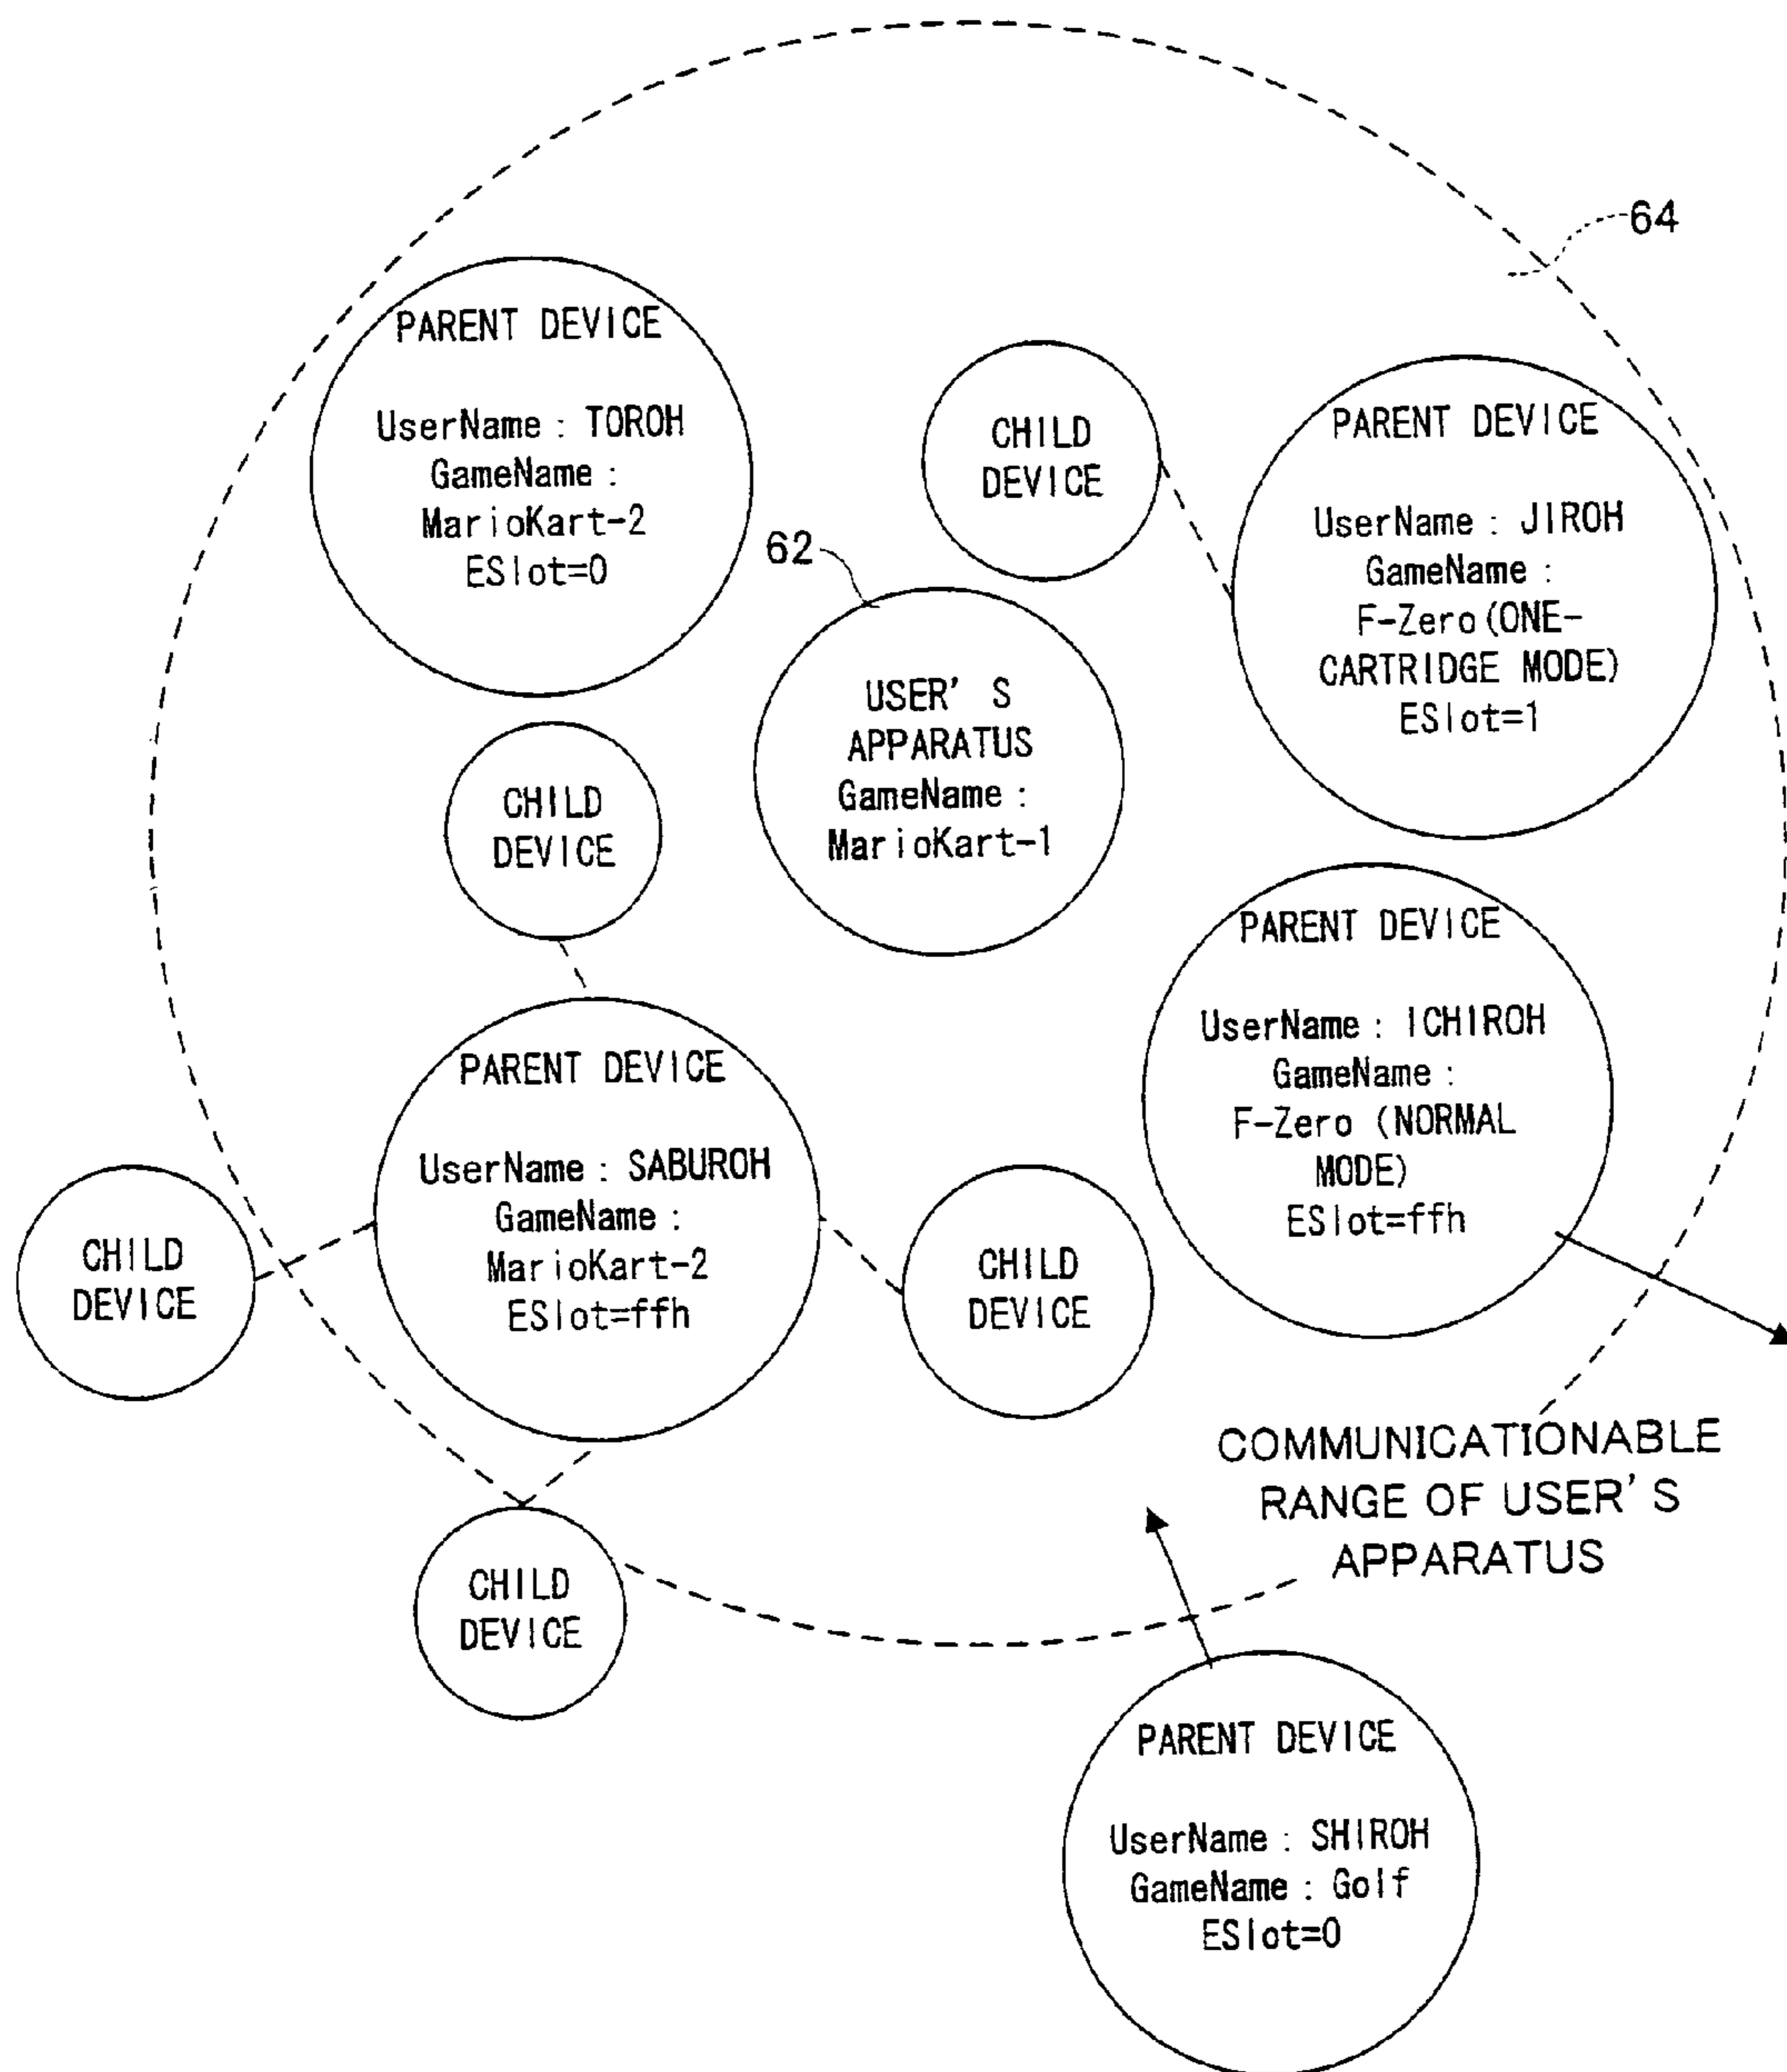 64
PARENT DEVICE
UserName : TOROH
GameName :
MarioKart-2
ESlot=0
CHILD
DEVICE
PARENT DEVICE
UserName : JIROH
GameName :
F-Zero(ONE-
CARTRIDGE MODE)
ESlot=1
62
USER'S
APPARATUS
GameName :
MarioKart-1
CHILD
DEVICE
PARENT DEVICE
UserName : ICHIROH
GameName :
F-Zero (NORMAL
MODE)
ESlot=ffh
PARENT DEVICE
UserName : SABUROH
GameName :
MarioKart-2
ESlot=ffh
CHILD
DEVICE
CHILD
DEVICE
COMMUNICATIONABLE
RANGE OF USER'S
APPARATUS
CHILD
DEVICE
PARENT DEVICE
UserName : SHIROH
GameName : Golf
ESlot=0